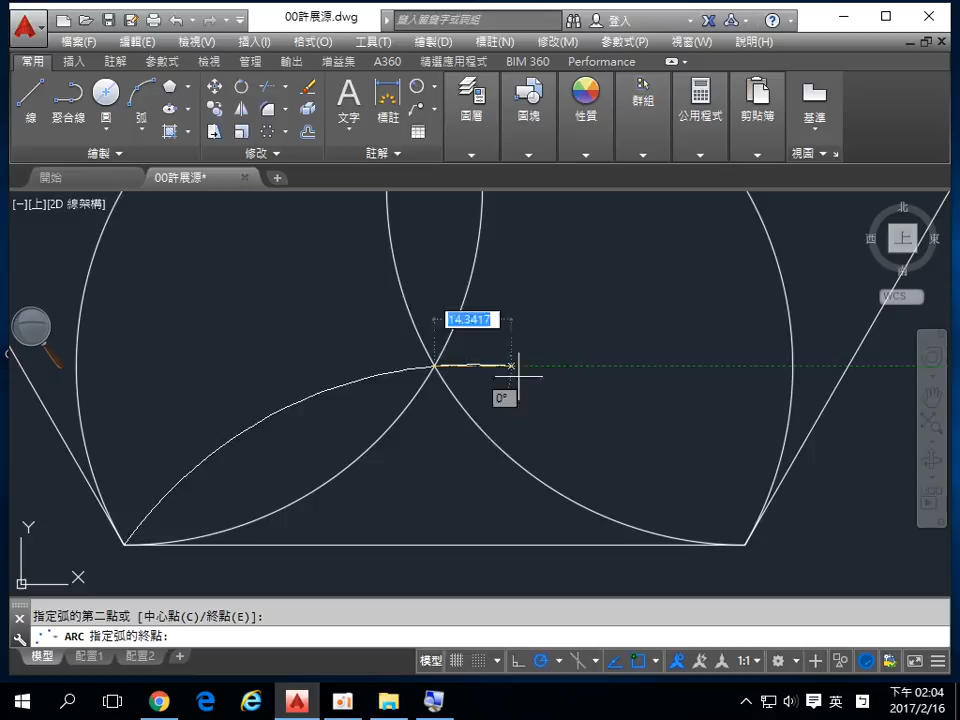 00許展源.dwg
鍵入關鍵字或詞組
登入
檔案(F) 編輯(E) 檢視(V) 插入(I) 格式(O) 工具(T) 繪製(D) 標註(N) 修改(M) 參數式(P) 視窗(W) 說明(H)
常用 插入 註解 參數式 檢視 管理 輸出 增益集 A360 精選應用程式 BIM 360 Performance
線 聚合線 圓 弧 文字 標註 圖層 圖塊 性質 群組 公用程式 剪貼簿 基準
繪製 修改 註解 視圖
開始 00許展源*
[─][上][2D 線架構]
北
西 上 東
南
WCS
14.3417
0°
Y
X
指定弧的第二點或 [中心點(C)/終點(E)]:
ARC 指定弧的終點:
模型 配置1 配置2 +
模型 1:1
英
下午 02:04
2017/2/16